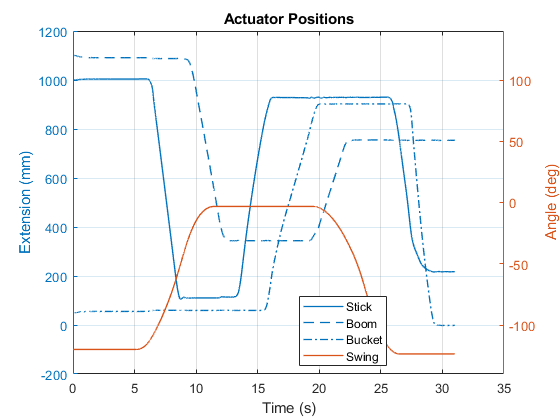 Actuator Positions
1200
1000
800
600
400
200
0
-200
Extension (mm)
100
50
0
-50
-100
Angle (deg)
Stick
Boom
Bucket
Swing
0
5
10
15
20
25
30
35
Time (s)